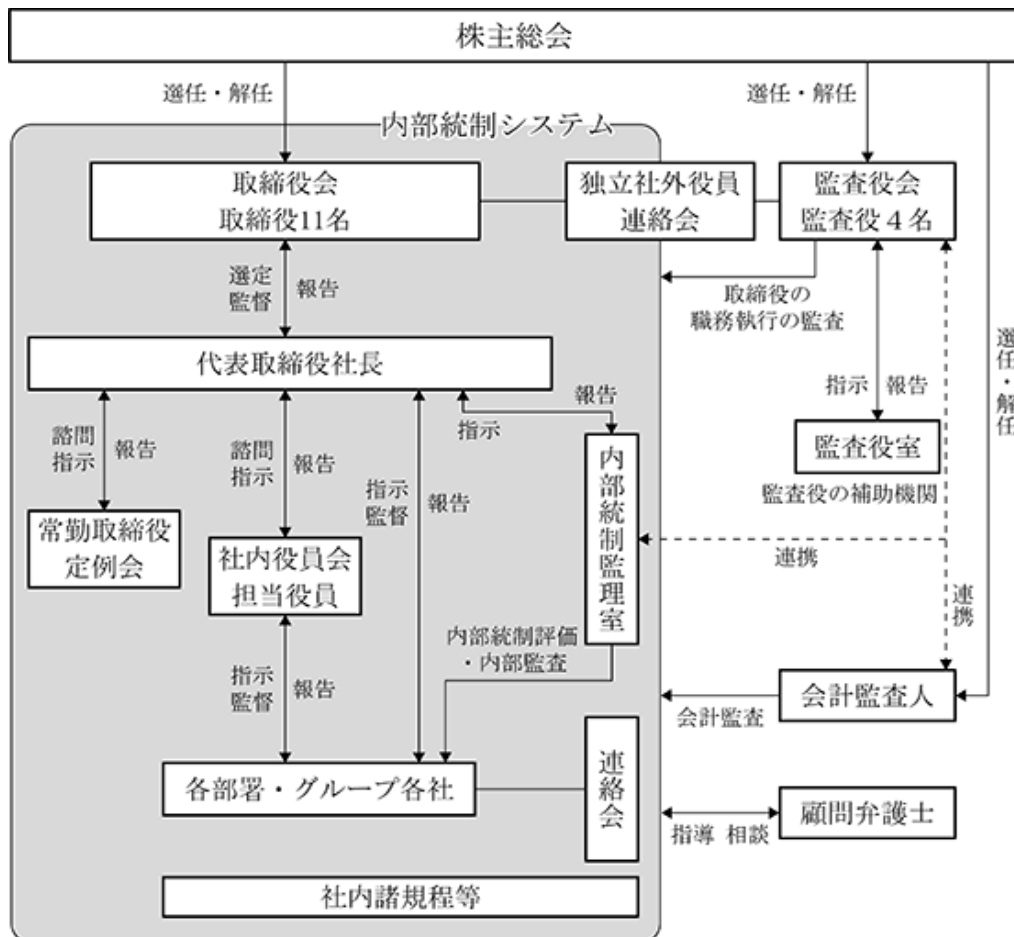 株主総会
選任・解任
選任・解任
内部統制システム
取締役会
取締役11名
独立社外役員
連絡会
監査役会
監査役４名
選定
監督
報告
取締役の
職務執行の監査
選任・解任
代表取締役社長
指示
報告
報告
指示
監査役室
監査役の補助機関
諮問
指示
報告
諮問
指示
報告
指示
監督
報告
内部統制監理室
常勤取締役
定例会
社内役員会
担当役員
連携
連携
内部統制評価
・内部監査
指示
監督
報告
会計監査人
会計監査
各部署・グループ各社
連絡会
顧問弁護士
指導 相談
社内諸規程等